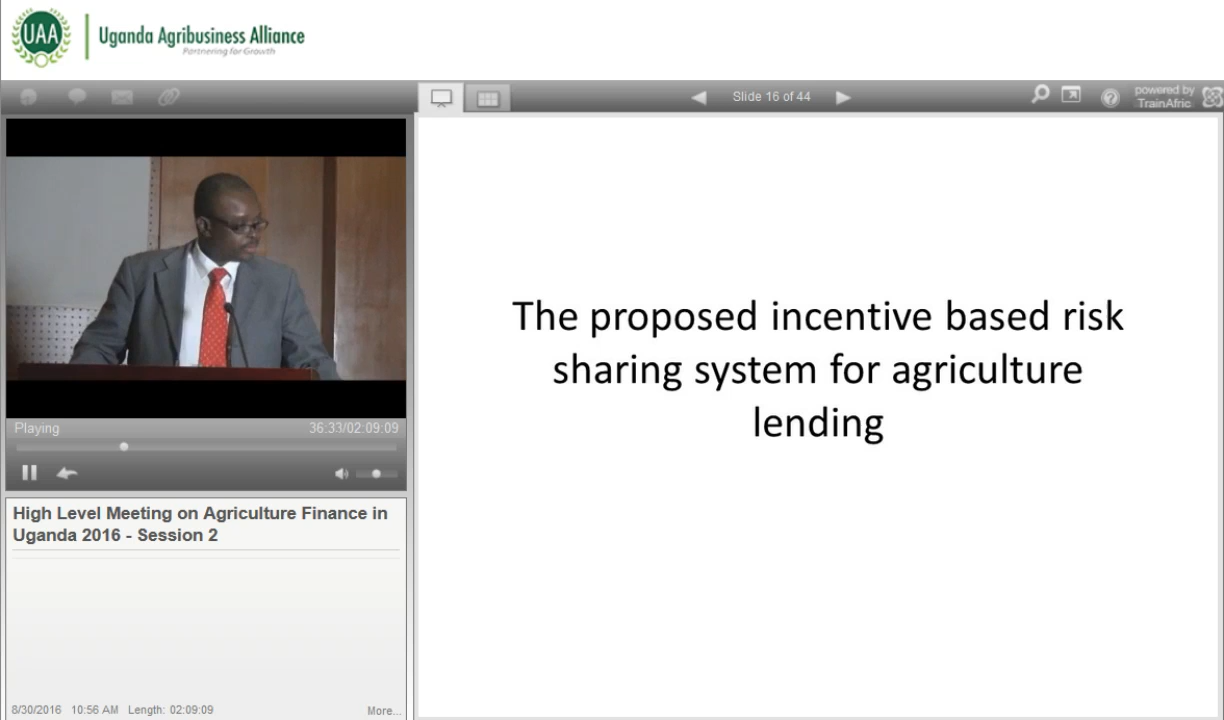 UAA
Uganda Agribusiness Alliance
Partnering for Growth
Slide 16 of 44
powered by
TrainAfric
The proposed incentive based risk
sharing system for agriculture
lending
Playing
36:33/02:09:09
High Level Meeting on Agriculture Finance in
Uganda 2016 - Session 2
8/30/2016 10:56 AM Length: 02:09:09
More...